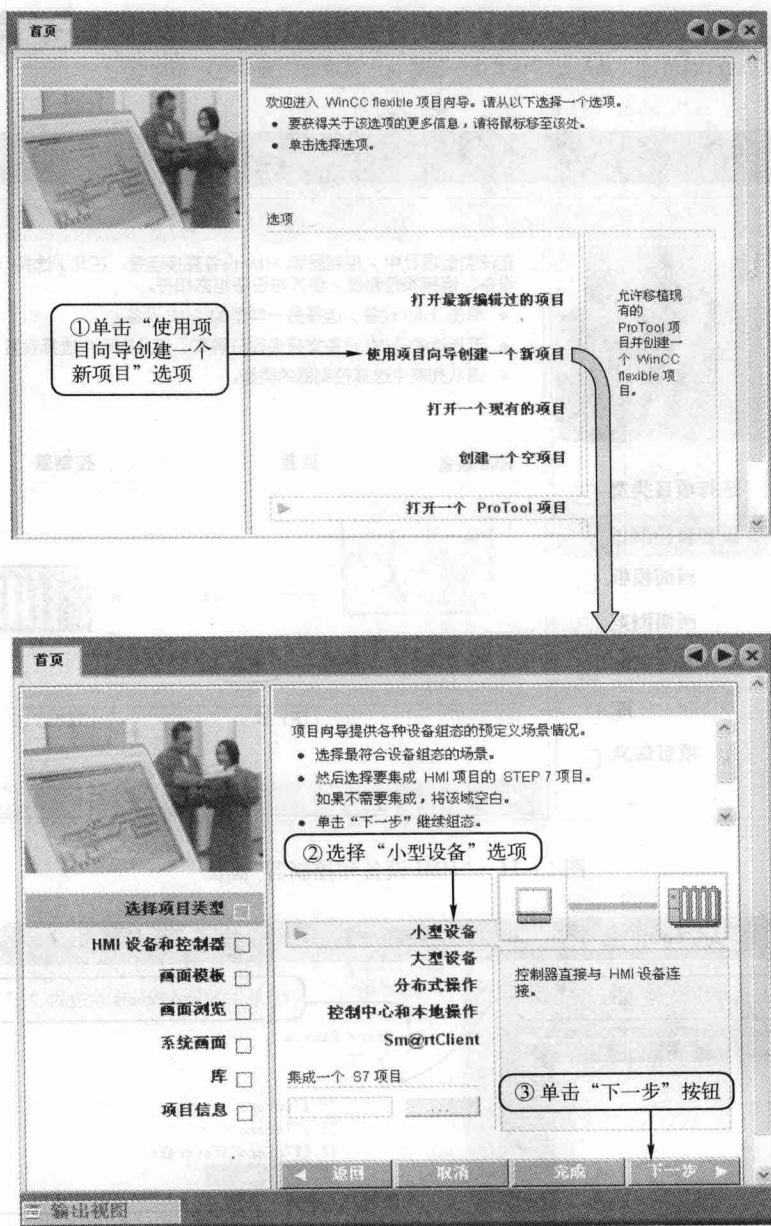 首页
欢迎进入 WinCC flexible 项目向导。请从以下选择一个选项。
• 要获得关于该选项的更多信息，请将鼠标移至该处。
• 单击选择选项。
选项
①单击“使用项
目向导创建一个
新项目”选项
打开最新编辑过的项目
使用项目向导创建一个新项目
打开一个现有的项目
创建一个空项目
打开一个 ProTool 项目
允许移植现
有的
ProTool 项
目并创建一
个 WinCC
flexible 项
目。
首页
项目向导提供各种设备组态的预定义场景情况。
• 选择最符合设备组态的场景。
• 然后选择要集成 HMI 项目的 STEP 7 项目。
如果不需要集成，将该域空白。
• 单击“下一步”继续组态。
②选择“小型设备”选项
选择项目类型
HMI 设备和控制器
画面模板
画面浏览
系统画面
库
项目信息
小型设备
大型设备
分布式操作
控制中心和本地操作
Sm@rtClient
控制器直接与 HMI 设备连
接。
集成一个 S7 项目
...
③单击“下一步”按钮
返回 取消 完成 下一步
输出视图